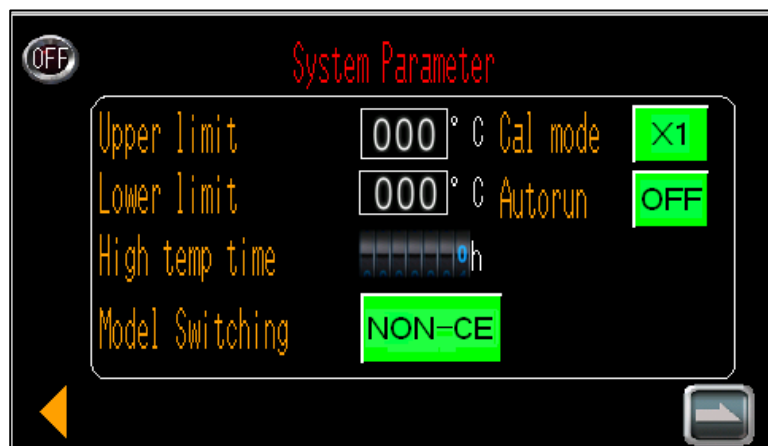 OFF
System Parameter
Upper limit 000 °C Cal mode X1
Lower limit 000 °C Autorun OFF
High temp time 0 h
Model Switching NON-CE